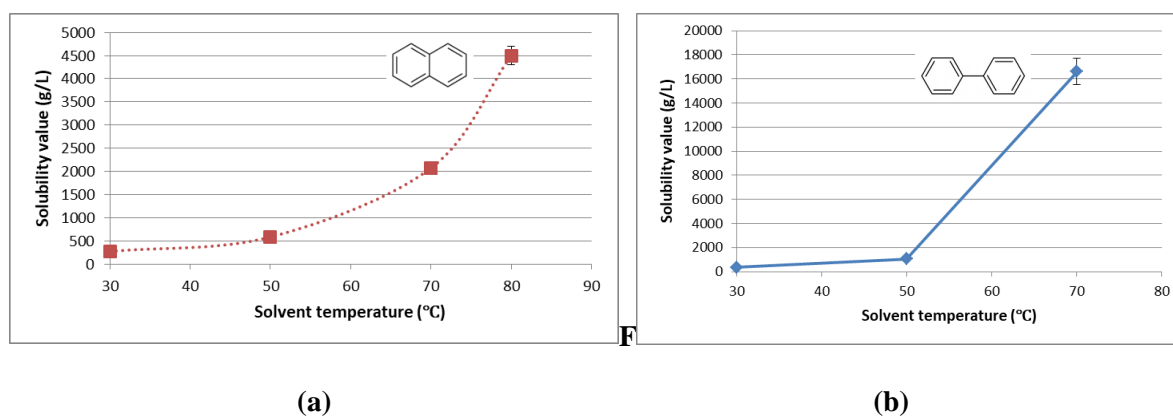 5000
4500
4000
3500
3000
2500
2000
1500
1000
500
0
Solubility value (g/L)
30 40 50 60 70 80 90
Solvent temperature (℃)
18000
16000
14000
12000
10000
8000
6000
4000
2000
0
Solubility value (g/L)
30 40 50 60 70 80
Solvent temperature (℃)
F
(a) (b)